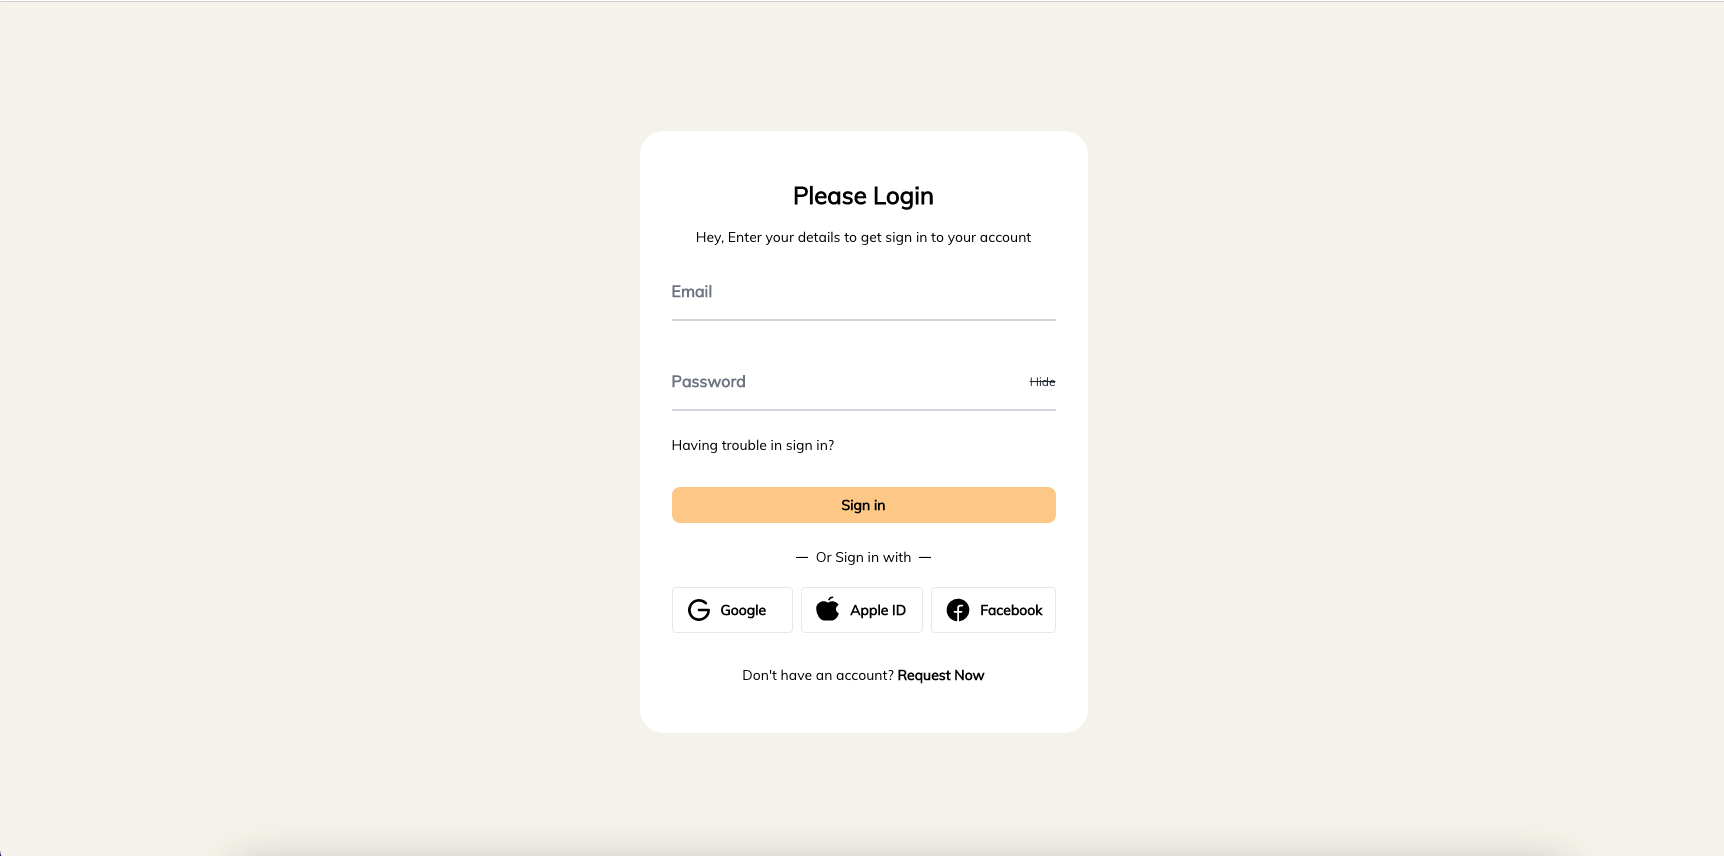 Please Login
Hey, Enter your details to get sign in to your account
Email
Password Hide
Having trouble in sign in?
Sign in
— Or Sign in with —
Google Apple ID Facebook
Don't have an account? Request Now